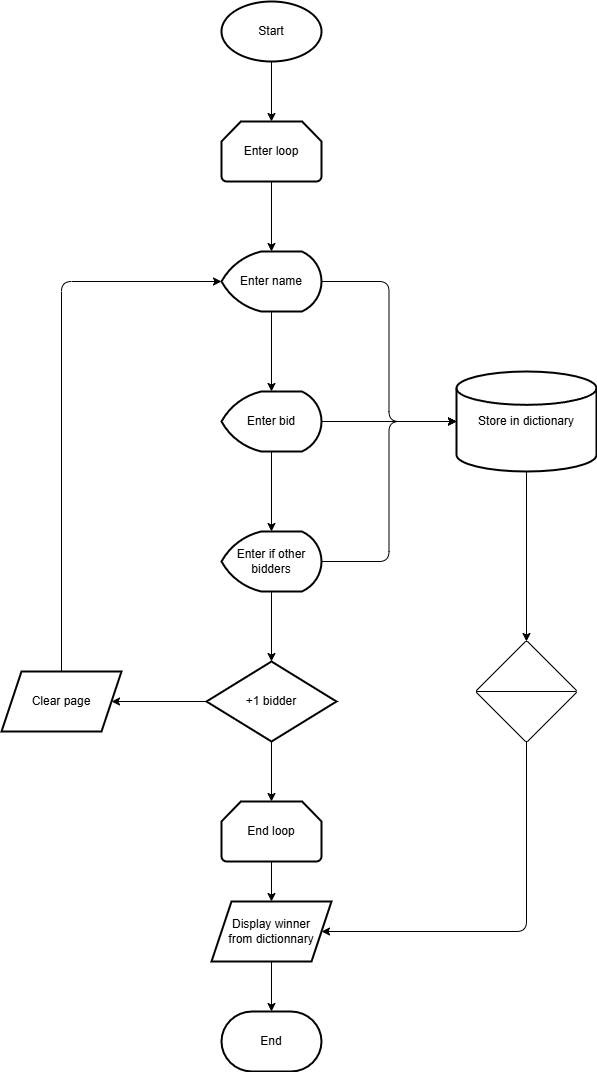 Start
Enter loop
Enter name
Enter bid
Store in dictionary
Enter if other
bidders
Clear page
+1 bidder
End loop
Display winner
from dictionnary
End